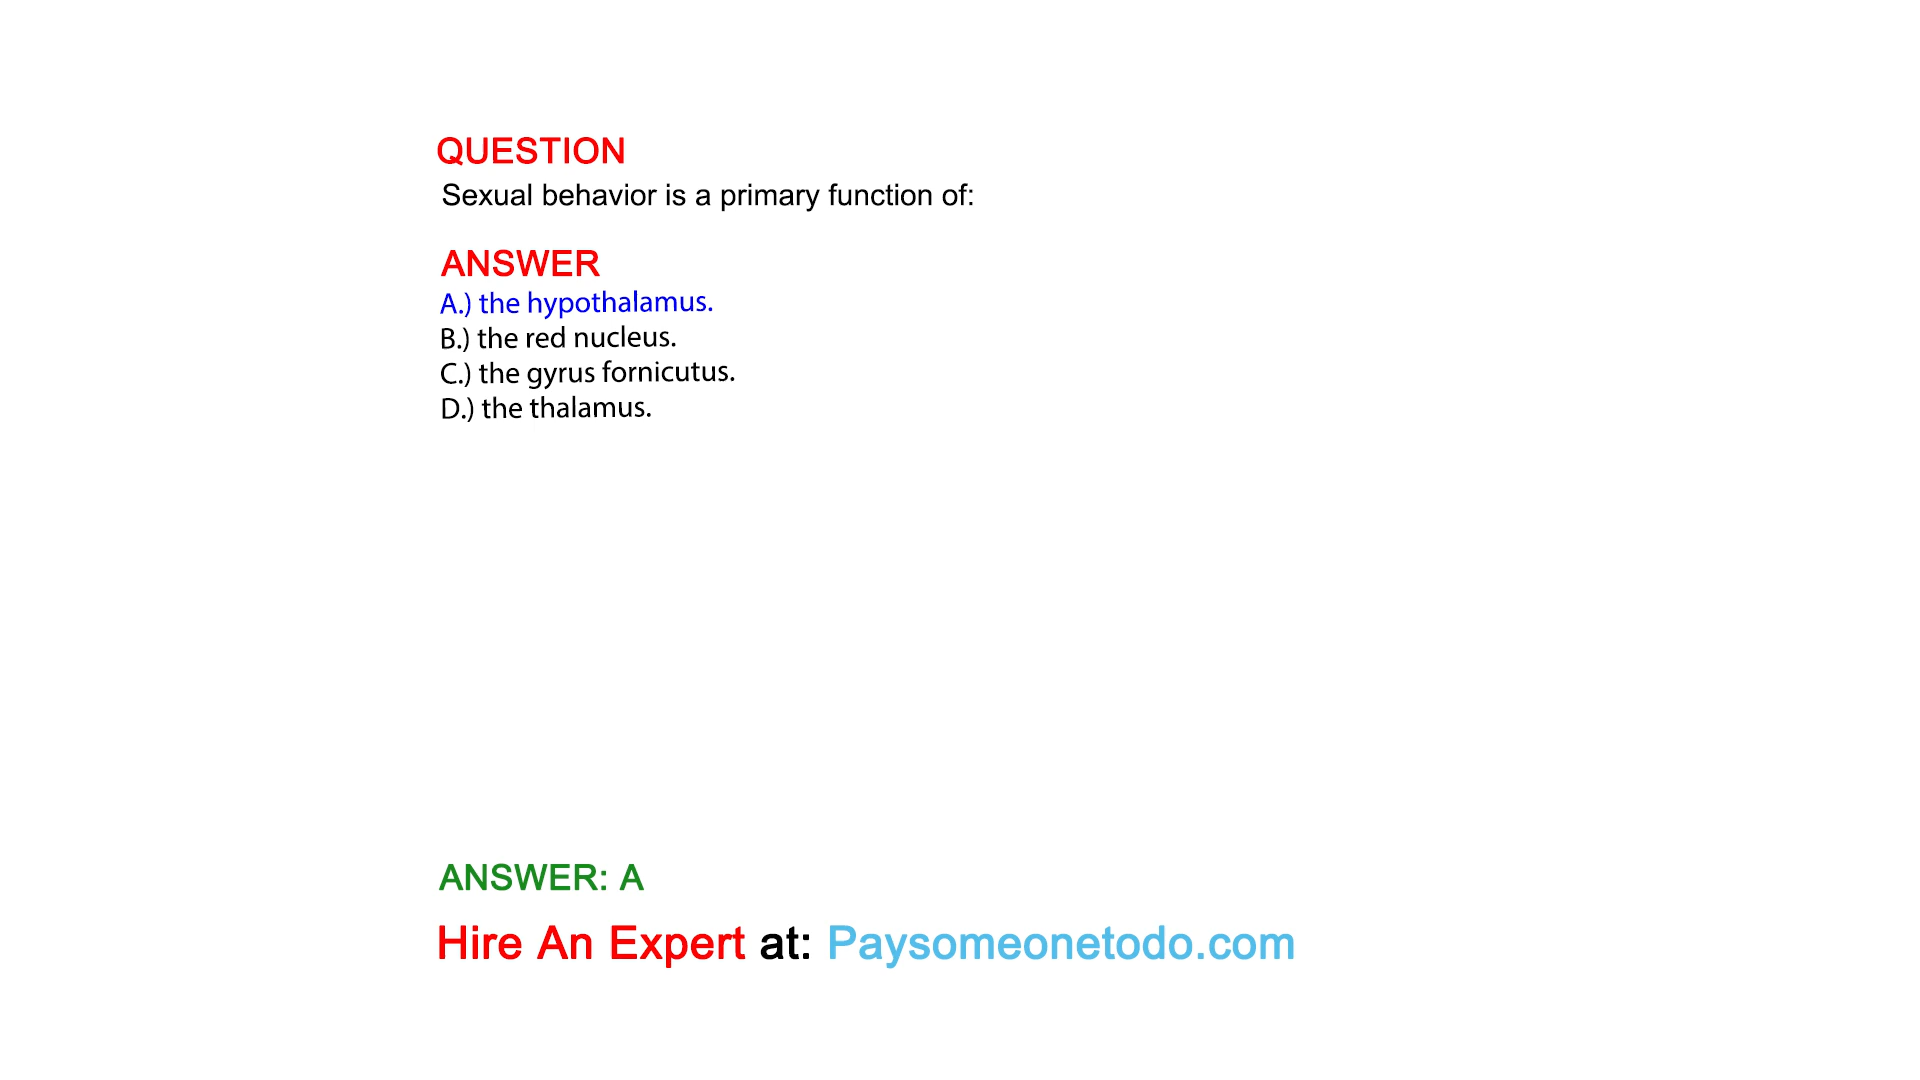 QUESTION
Sexual behavior is a primary function of:
ANSWER
A.) the hypothalamus.
B.) the red nucleus.
C.) the gyrus fornicutus.
D.) the thalamus.
ANSWER: A
Hire An Expert at: Paysomeonetodo.com